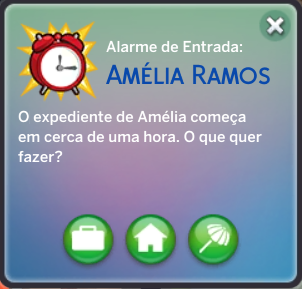 Alarme de Entrada:
AMÉLIA RAMOS
O expediente de Amélia começa
em cerca de uma hora. O que quer
fazer?